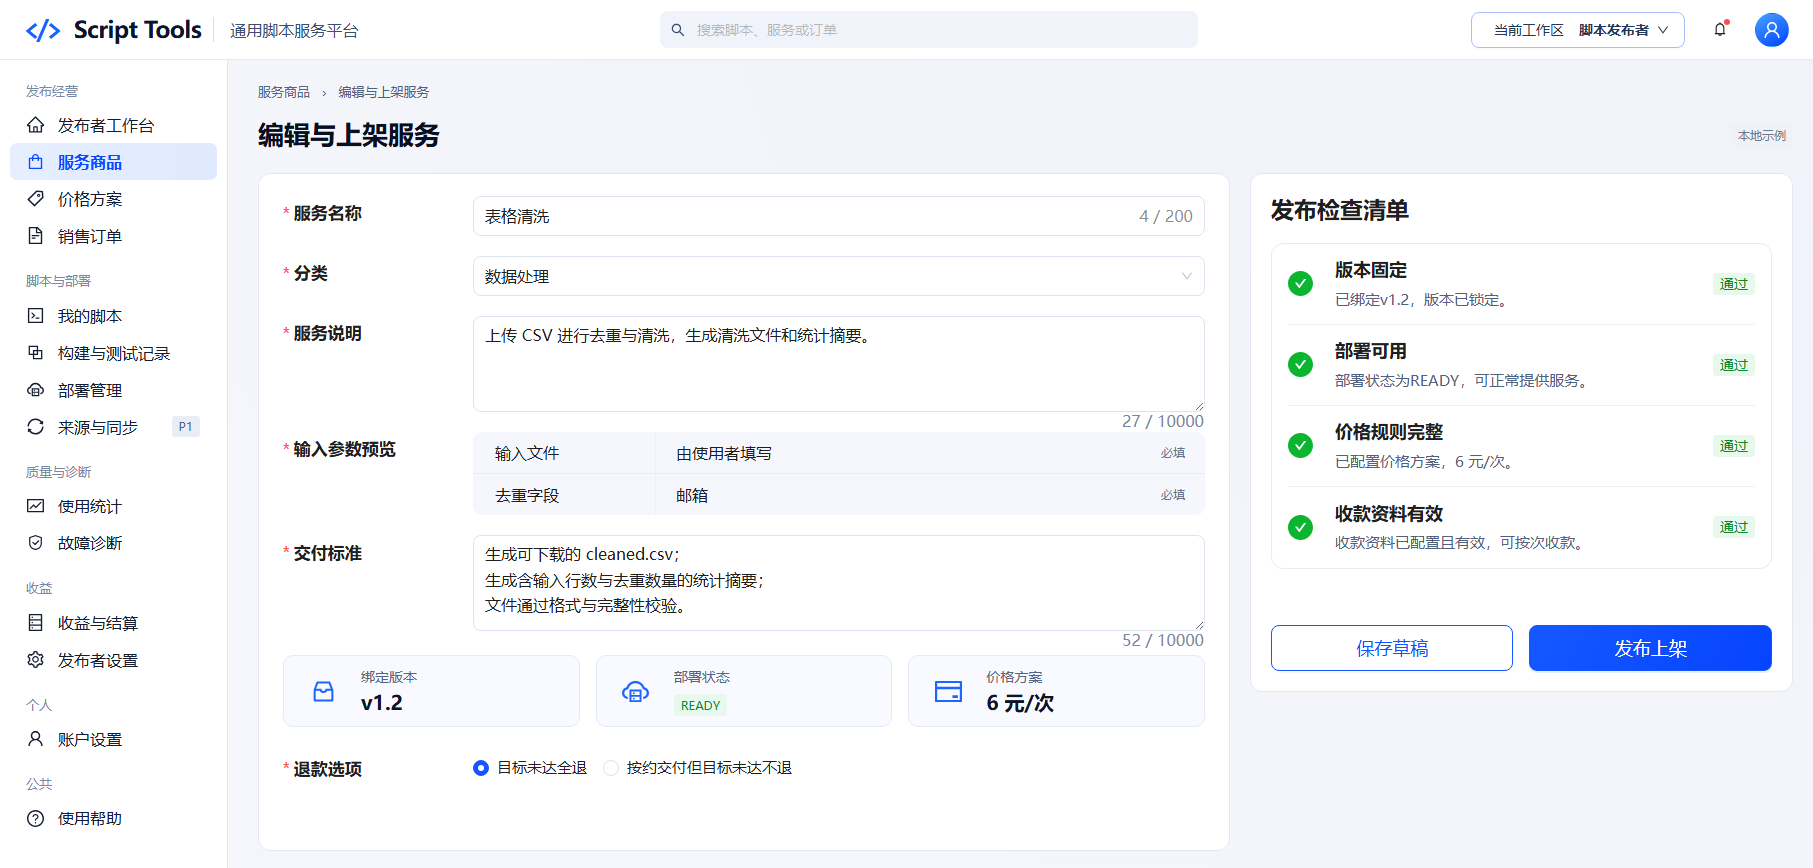 Script Tools
通用脚本服务平台
搜索脚本、服务或订单
当前工作区 脚本发布者
发布经营
发布者工作台
服务商品
价格方案
销售订单
脚本与部署
我的脚本
构建与测试记录
部署管理
来源与同步 P1
质量与诊断
使用统计
故障诊断
收益
收益与结算
发布者设置
个人
账户设置
公共
使用帮助
服务商品 › 编辑与上架服务
编辑与上架服务
本地示例
* 服务名称
表格清洗 4 / 200
* 分类
数据处理
* 服务说明
上传 CSV 进行去重与清洗，生成清洗文件和统计摘要。
27 / 10000
* 输入参数预览
输入文件 由使用者填写 必填
去重字段 邮箱 必填
* 交付标准
生成可下载的 cleaned.csv；
生成含输入行数与去重数量的统计摘要；
文件通过格式与完整性校验。
52 / 10000
绑定版本
v1.2
部署状态
READY
价格方案
6 元/次
* 退款选项
目标未达全退 按约交付但目标未达不退
发布检查清单
版本固定
已绑定v1.2，版本已锁定。
通过
部署可用
部署状态为READY，可正常提供服务。
通过
价格规则完整
已配置价格方案，6 元/次。
通过
收款资料有效
收款资料已配置且有效，可按次收款。
通过
保存草稿
发布上架